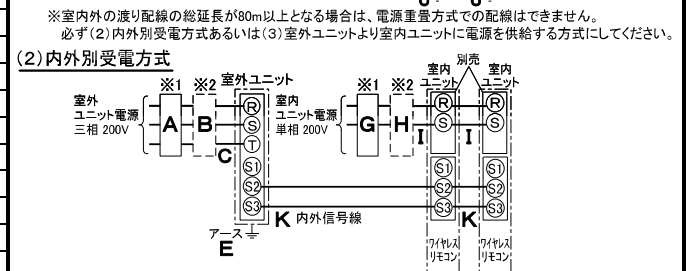 ※室内外の渡り配線の総延長が80m以上となる場合は、電源重畳方式での配線はできません。
必ず(2)内外別受電方式あるいは(3)室外ユニットより室内ユニットに電源を供給する方式にしてください。
(2)内外別受電方式
※1 ※2 室外ユニット
室外
ユニット電源
三相 200V
A B C
R
S
T
S1
S2
S3
アース
E
※1 ※2
室内
ユニット電源
単相 200V
G H I I
別売
室内
ユニット
室内
ユニット
R
S
S1
S2
S3
R
S
S1
S2
S3
K 内外信号線
K
ワイヤレス
リモコン
ワイヤレス
リモコン